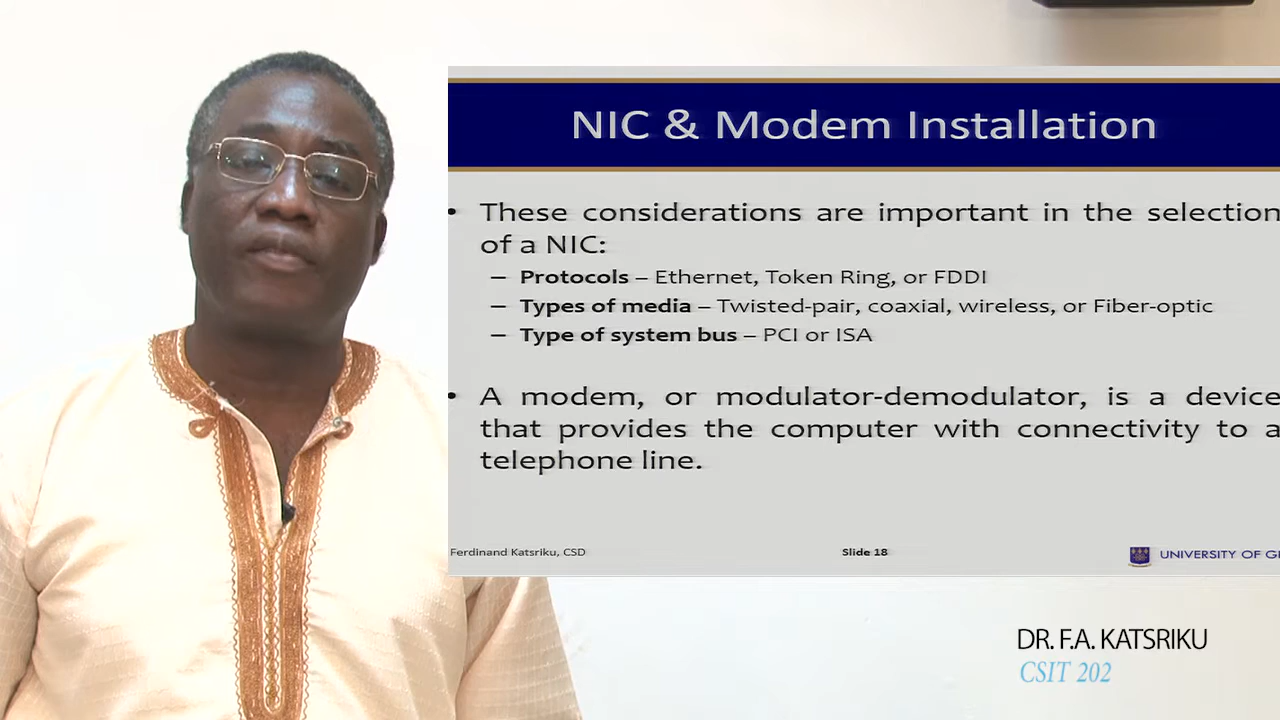 NIC & Modem Installation
• These considerations are important in the selection
of a NIC:
– Protocols – Ethernet, Token Ring, or FDDI
– Types of media – Twisted-pair, coaxial, wireless, or Fiber-optic
– Type of system bus – PCI or ISA
• A modem, or modulator-demodulator, is a device
that provides the computer with connectivity to a
telephone line.
Ferdinand Katsriku, CSD
Slide 18
UNIVERSITY OF
DR. F.A. KATSRIKU
CSIT 202